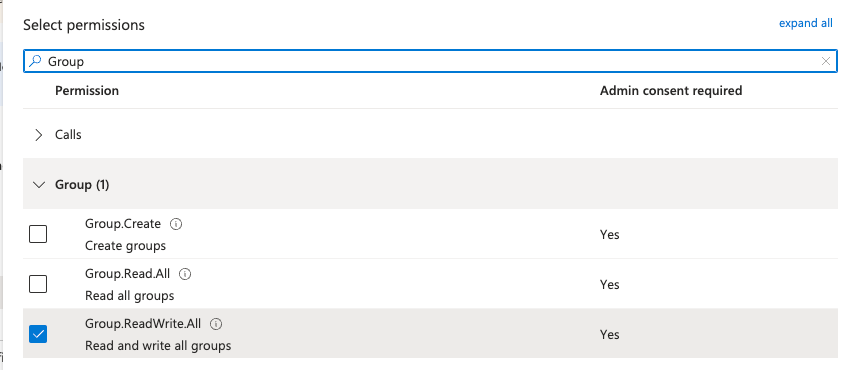 Select permissions
expand all
Group
Permission
Admin consent required
Calls
Group (1)
Group.Create
Create groups
Yes
Group.Read.All
Read all groups
Yes
Group.ReadWrite.All
Read and write all groups
Yes